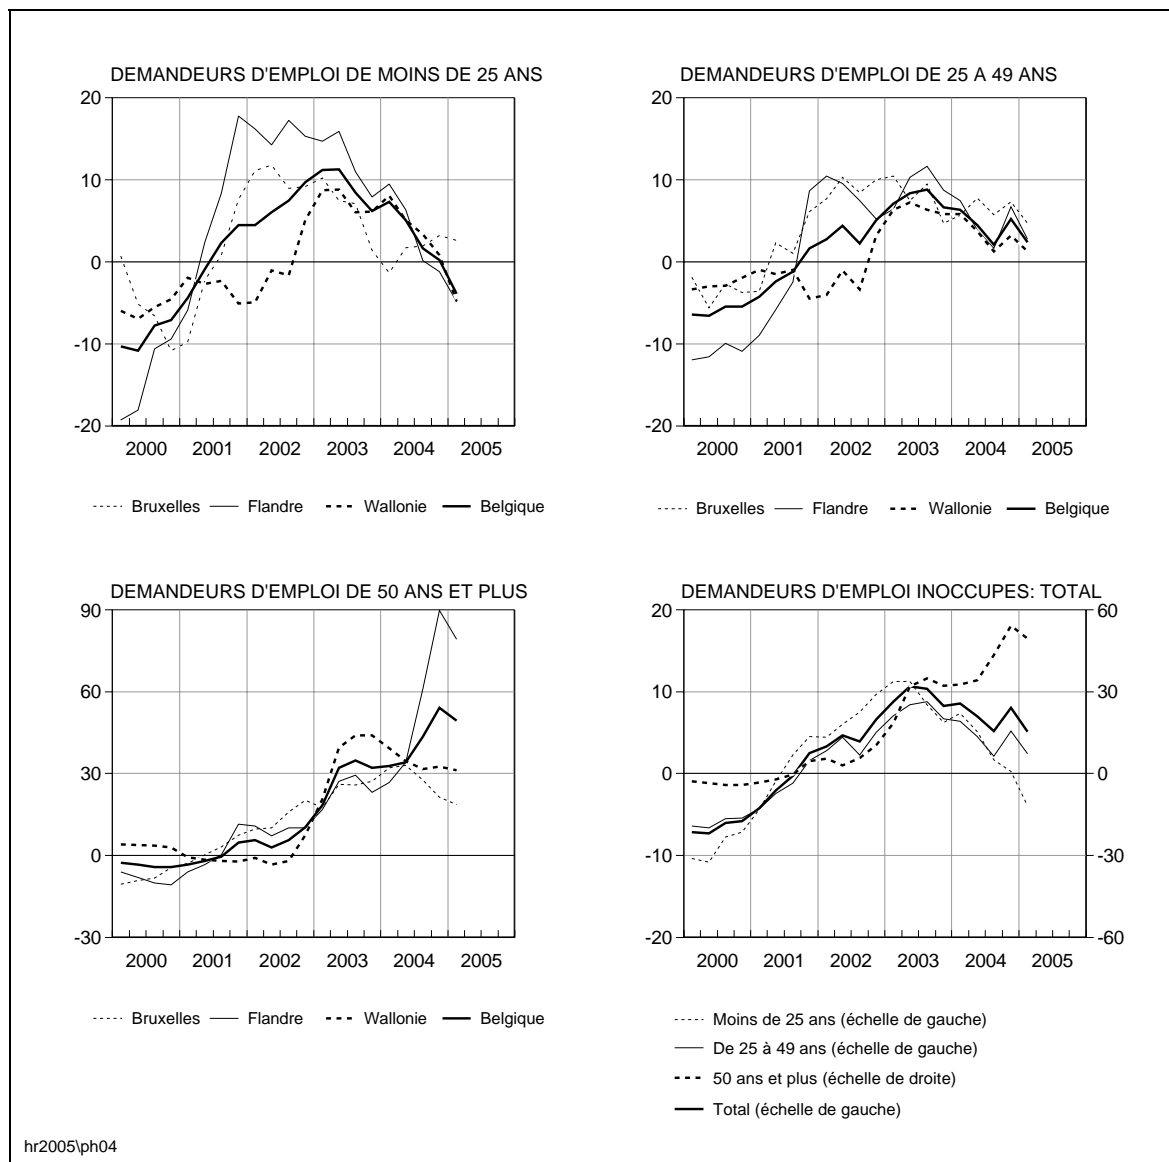 DEMANDEURS D'EMPLOI DE MOINS DE 25 ANS
20
10
0
-10
-20
2000 2001 2002 2003 2004 2005
Bruxelles Flandre Wallonie Belgique
DEMANDEURS D'EMPLOI DE 25 A 49 ANS
20
10
0
-10
-20
2000 2001 2002 2003 2004 2005
Bruxelles Flandre Wallonie Belgique
DEMANDEURS D'EMPLOI DE 50 ANS ET PLUS
90
60
30
0
-30
2000 2001 2002 2003 2004 2005
Bruxelles Flandre Wallonie Belgique
DEMANDEURS D'EMPLOI INOCCUPES: TOTAL
20 60
10 30
0 0
-10 -30
-20 -60
2000 2001 2002 2003 2004 2005
Moins de 25 ans (échelle de gauche)
De 25 à 49 ans (échelle de gauche)
50 ans et plus (échelle de droite)
Total (échelle de gauche)
hr2005\ph04